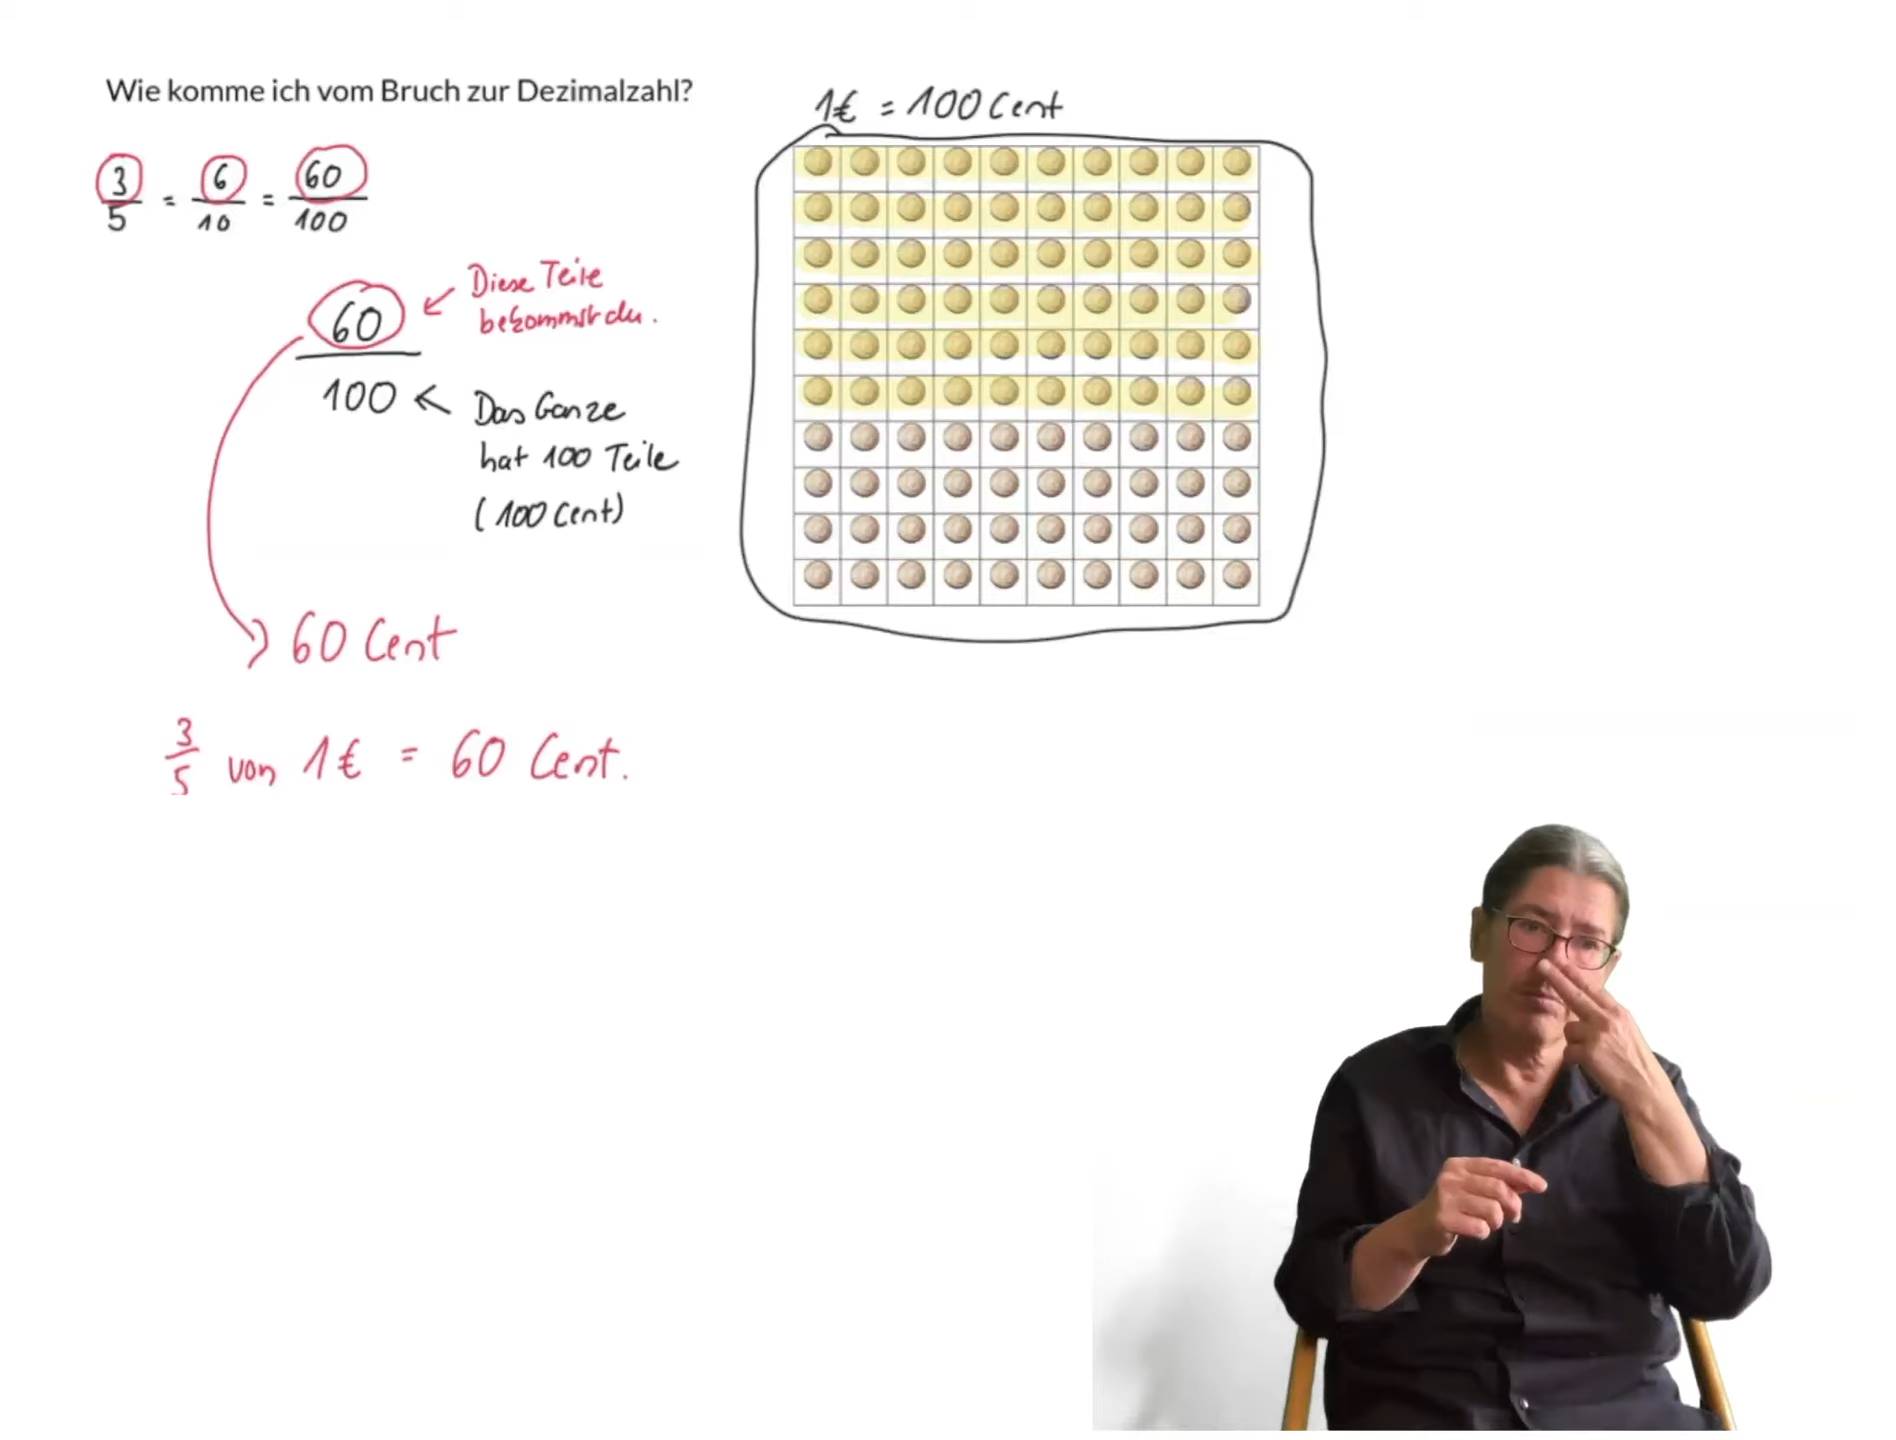 Wie komme ich vom Bruch zur Dezimalzahl?
3/5 = 6/10 = 60/100
1€ = 100 Cent
60
Diese Teile
bekommst du.
100
Das Ganze
hat 100 Teile
(100 Cent)
60 Cent
3/5 von 1€ = 60 Cent.